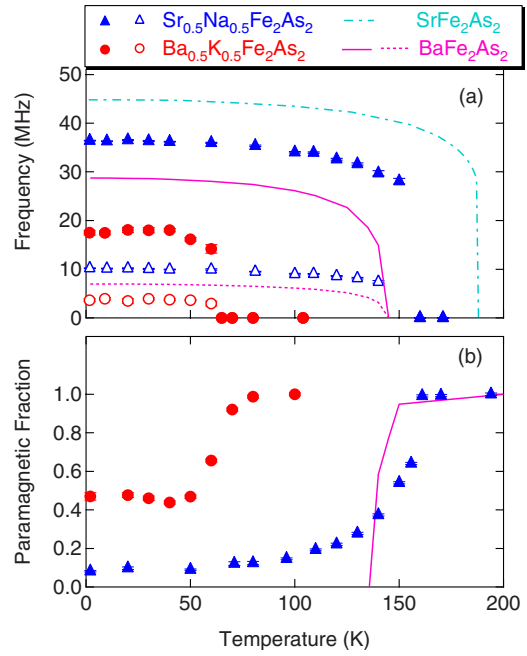 Sr₀.₅Na₀.₅Fe₂As₂ SrFe₂As₂
Ba₀.₅K₀.₅Fe₂As₂ BaFe₂As₂
(a)
Frequency (MHz)
50
40
30
20
10
0
(b)
Paramagnetic Fraction
1.0
0.8
0.6
0.4
0.2
0.0
0 50 100 150 200
Temperature (K)